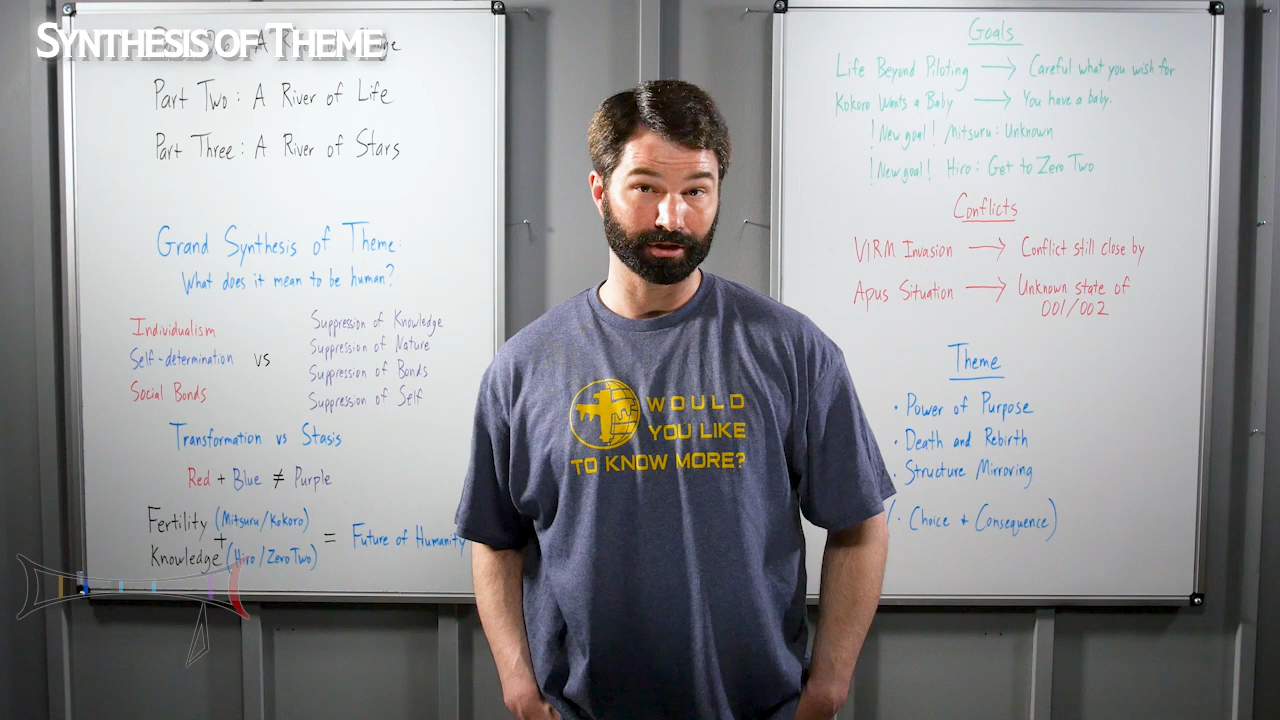 SYNTHESIS OF THEME
Part Two: A River of Life
Part Three: A River of Stars
Grand Synthesis of Theme:
What does it mean to be human?
Individualism
Self-determination
Social Bonds
vs
Suppression of Knowledge
Suppression of Nature
Suppression of Bonds
Suppression of Self
Transformation vs Stasis
Red + Blue ≠ Purple
Fertility (Mitsuru/Kokoro)
+
Knowledge (Hiro/Zero Two)
= Future of Humanity
WOULD
YOU LIKE
TO KNOW MORE?
Goals
Life Beyond Piloting → Careful what you wish for
Kokoro Wants a Baby → You have a baby.
! New goal! Mitsuru: Unknown
! New goal! Hiro: Get to Zero Two
Conflicts
VIRM Invasion → Conflict still close by
Apus Situation → Unknown state of
001/002
Theme
• Power of Purpose
• Death and Rebirth
• Structure Mirroring
(• Choice + Consequence)